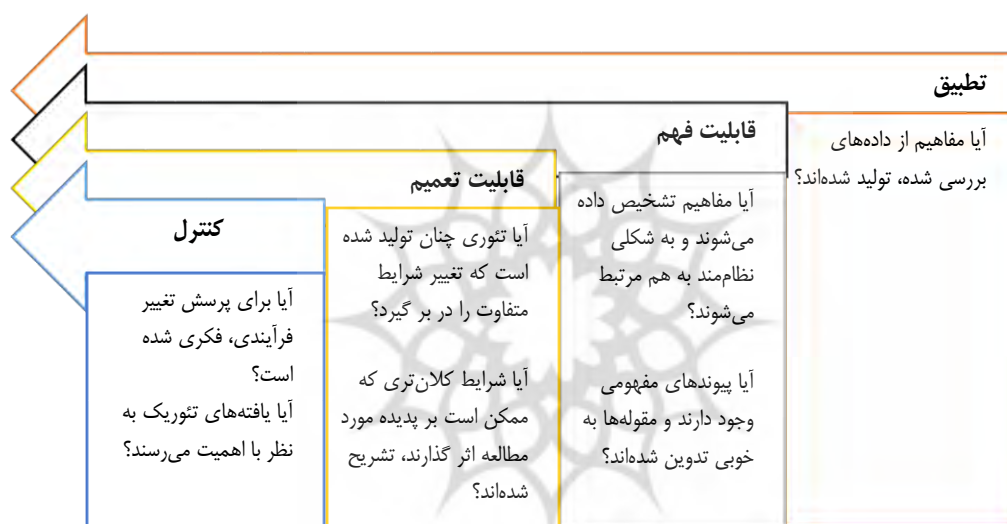 تطبیق
آیا مفاهیم از داده‌های
بررسی شده، تولید شده‌اند؟
قابلیت فهم
آیا مفاهیم تشخیص داده
می‌شوند و به شکلی
نظام‌مند به هم مرتبط
می‌شوند؟
آیا پیوندهای مفهومی
وجود دارند و مقوله‌ها به
خوبی تدوین شده‌اند؟
قابلیت تعمیم
آیا تئوری چنان تولید شده
است که تغییر شرایط
متفاوت را در بر گیرد؟
آیا شرایط کلان‌تری که
ممکن است بر پدیده مورد
مطالعه اثر گذارند، تشریح
شده‌اند؟
کنترل
آیا برای پرسش تغییر
فرآیندی، فکری شده
است؟
آیا یافته‌های تئوریک به
نظر با اهمیت می‌رسند؟